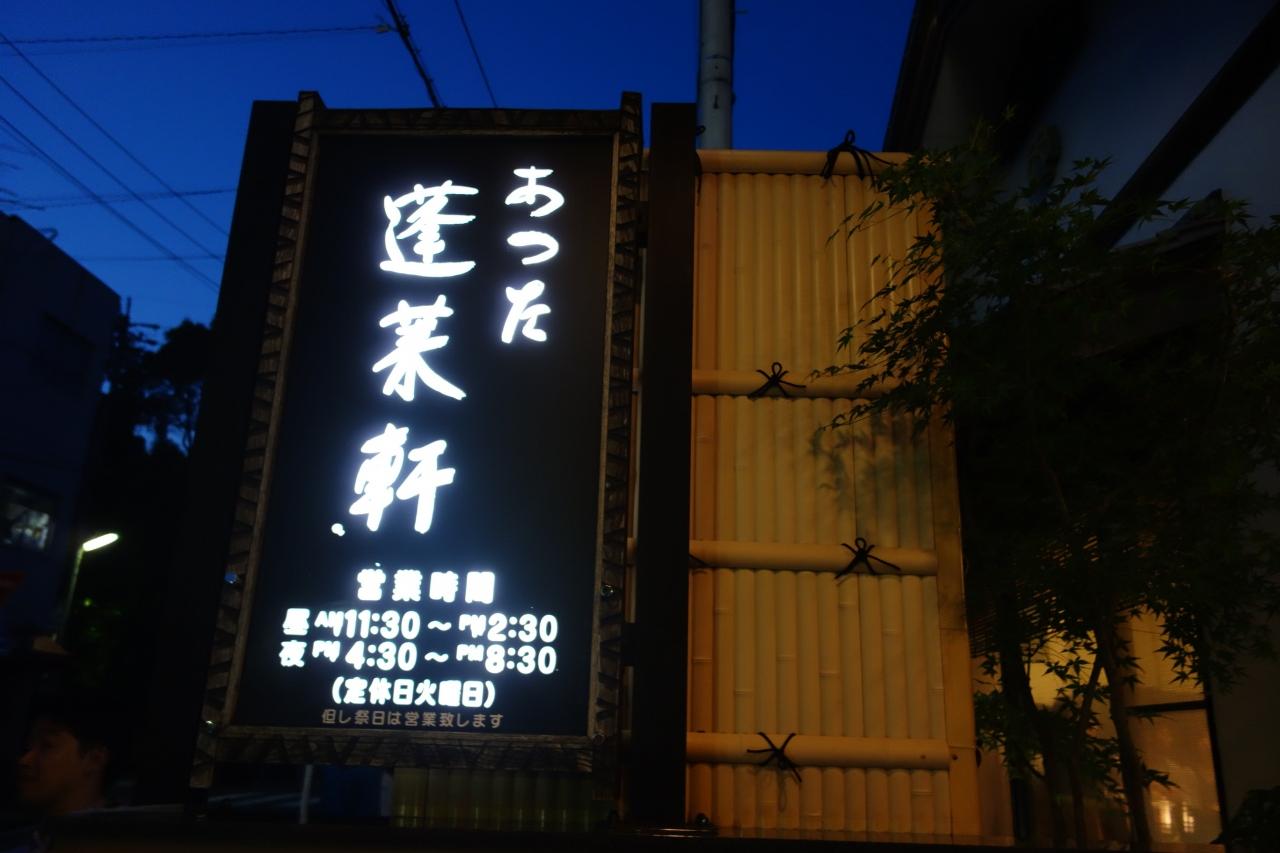 あつた
蓬莱軒
営業時間
昼 AM11:30～PM2:30
夜 PM4:30～PM8:30
(定休日火曜日)
但し祭日は営業致します